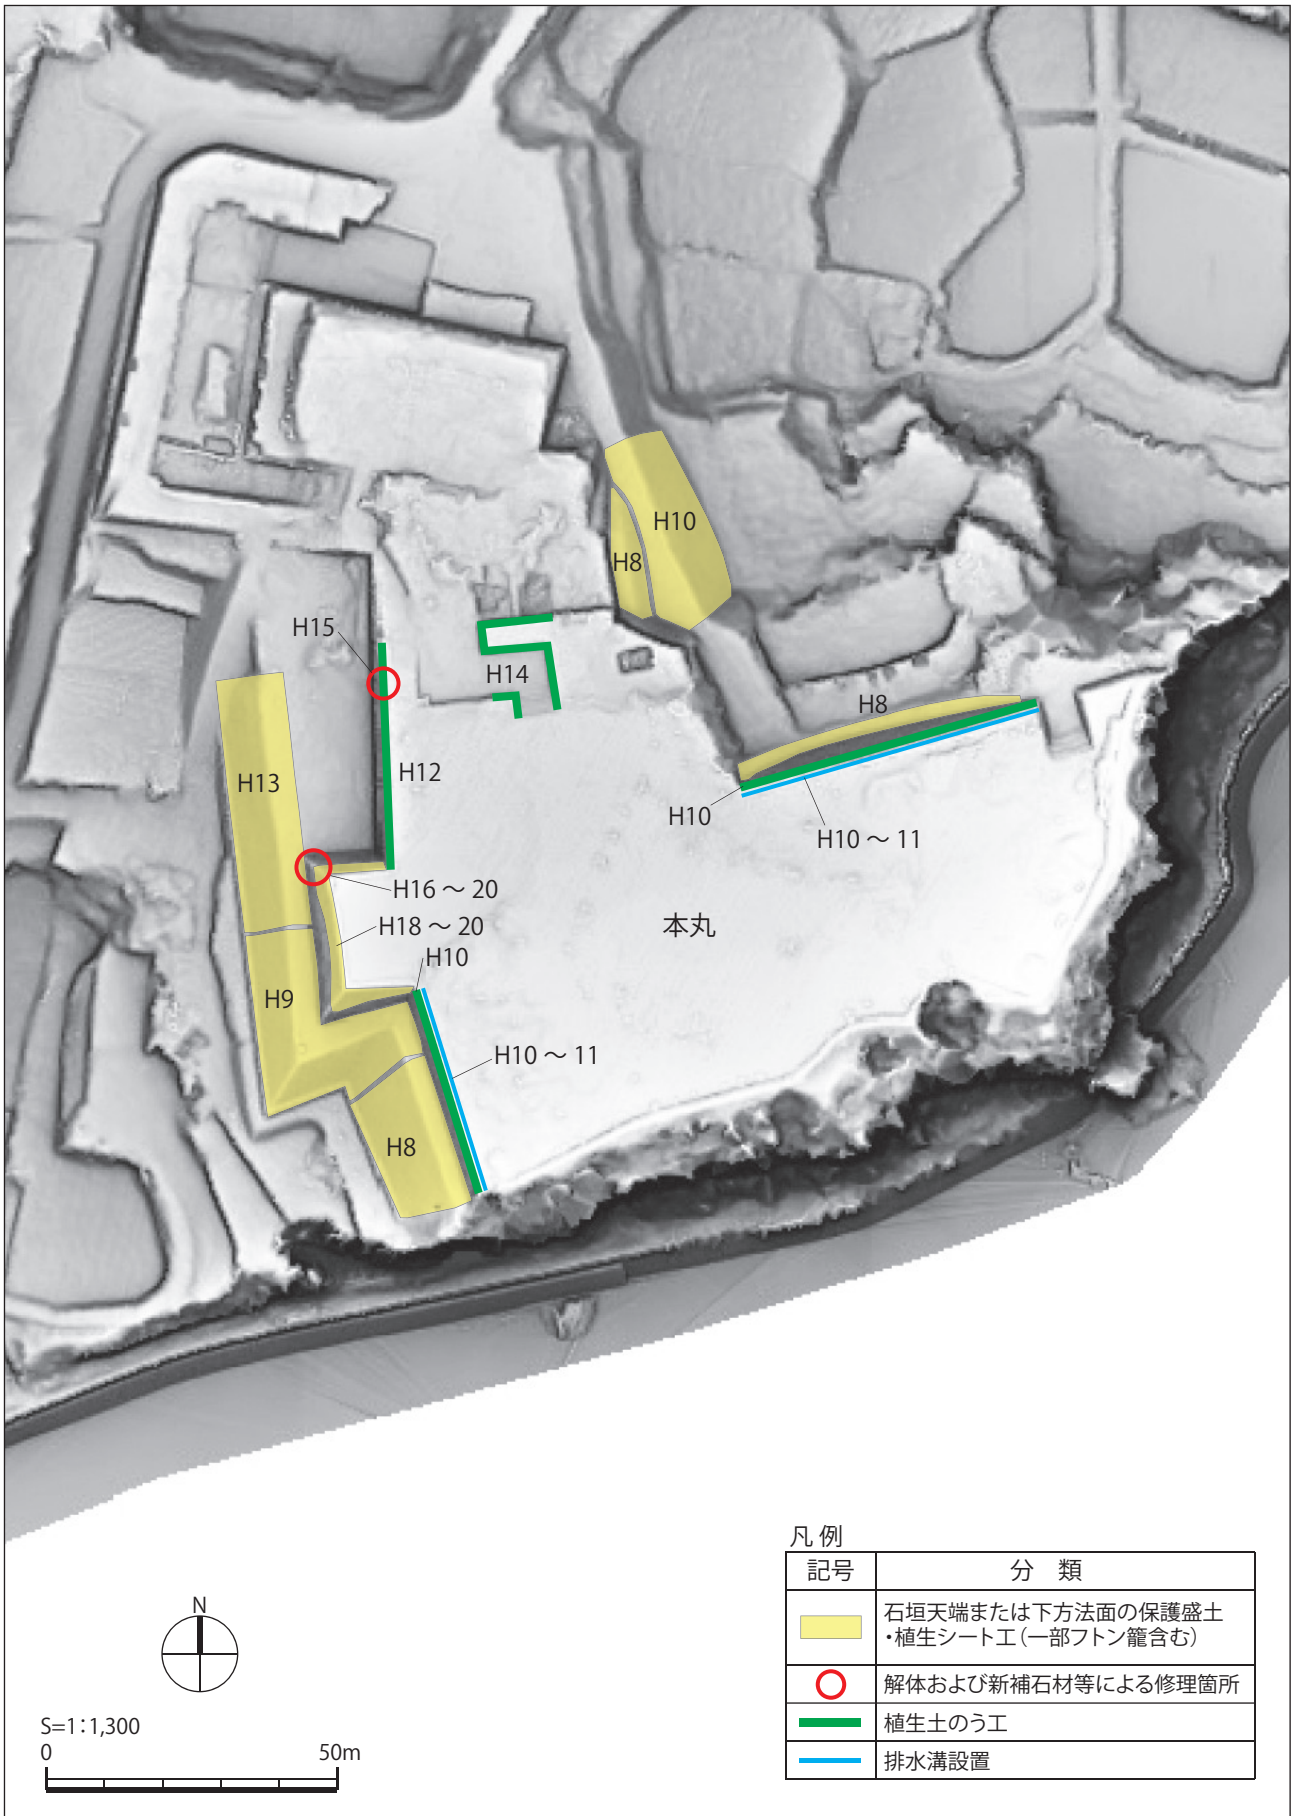 H10
H8
H15
H14
H8
H13
H12
H10
H10 ～ 11
H16 ～ 20
本丸
H18 ～ 20
H10
H9
H10 ～ 11
H8
凡 例
記号 分 類
石垣天端または下方法面の保護盛土
・植生シート工（一部フトン籠含む）
解体および新補石材等による修理箇所
植生土のう工
排水溝設置
N
S=1：1,300
0 50m